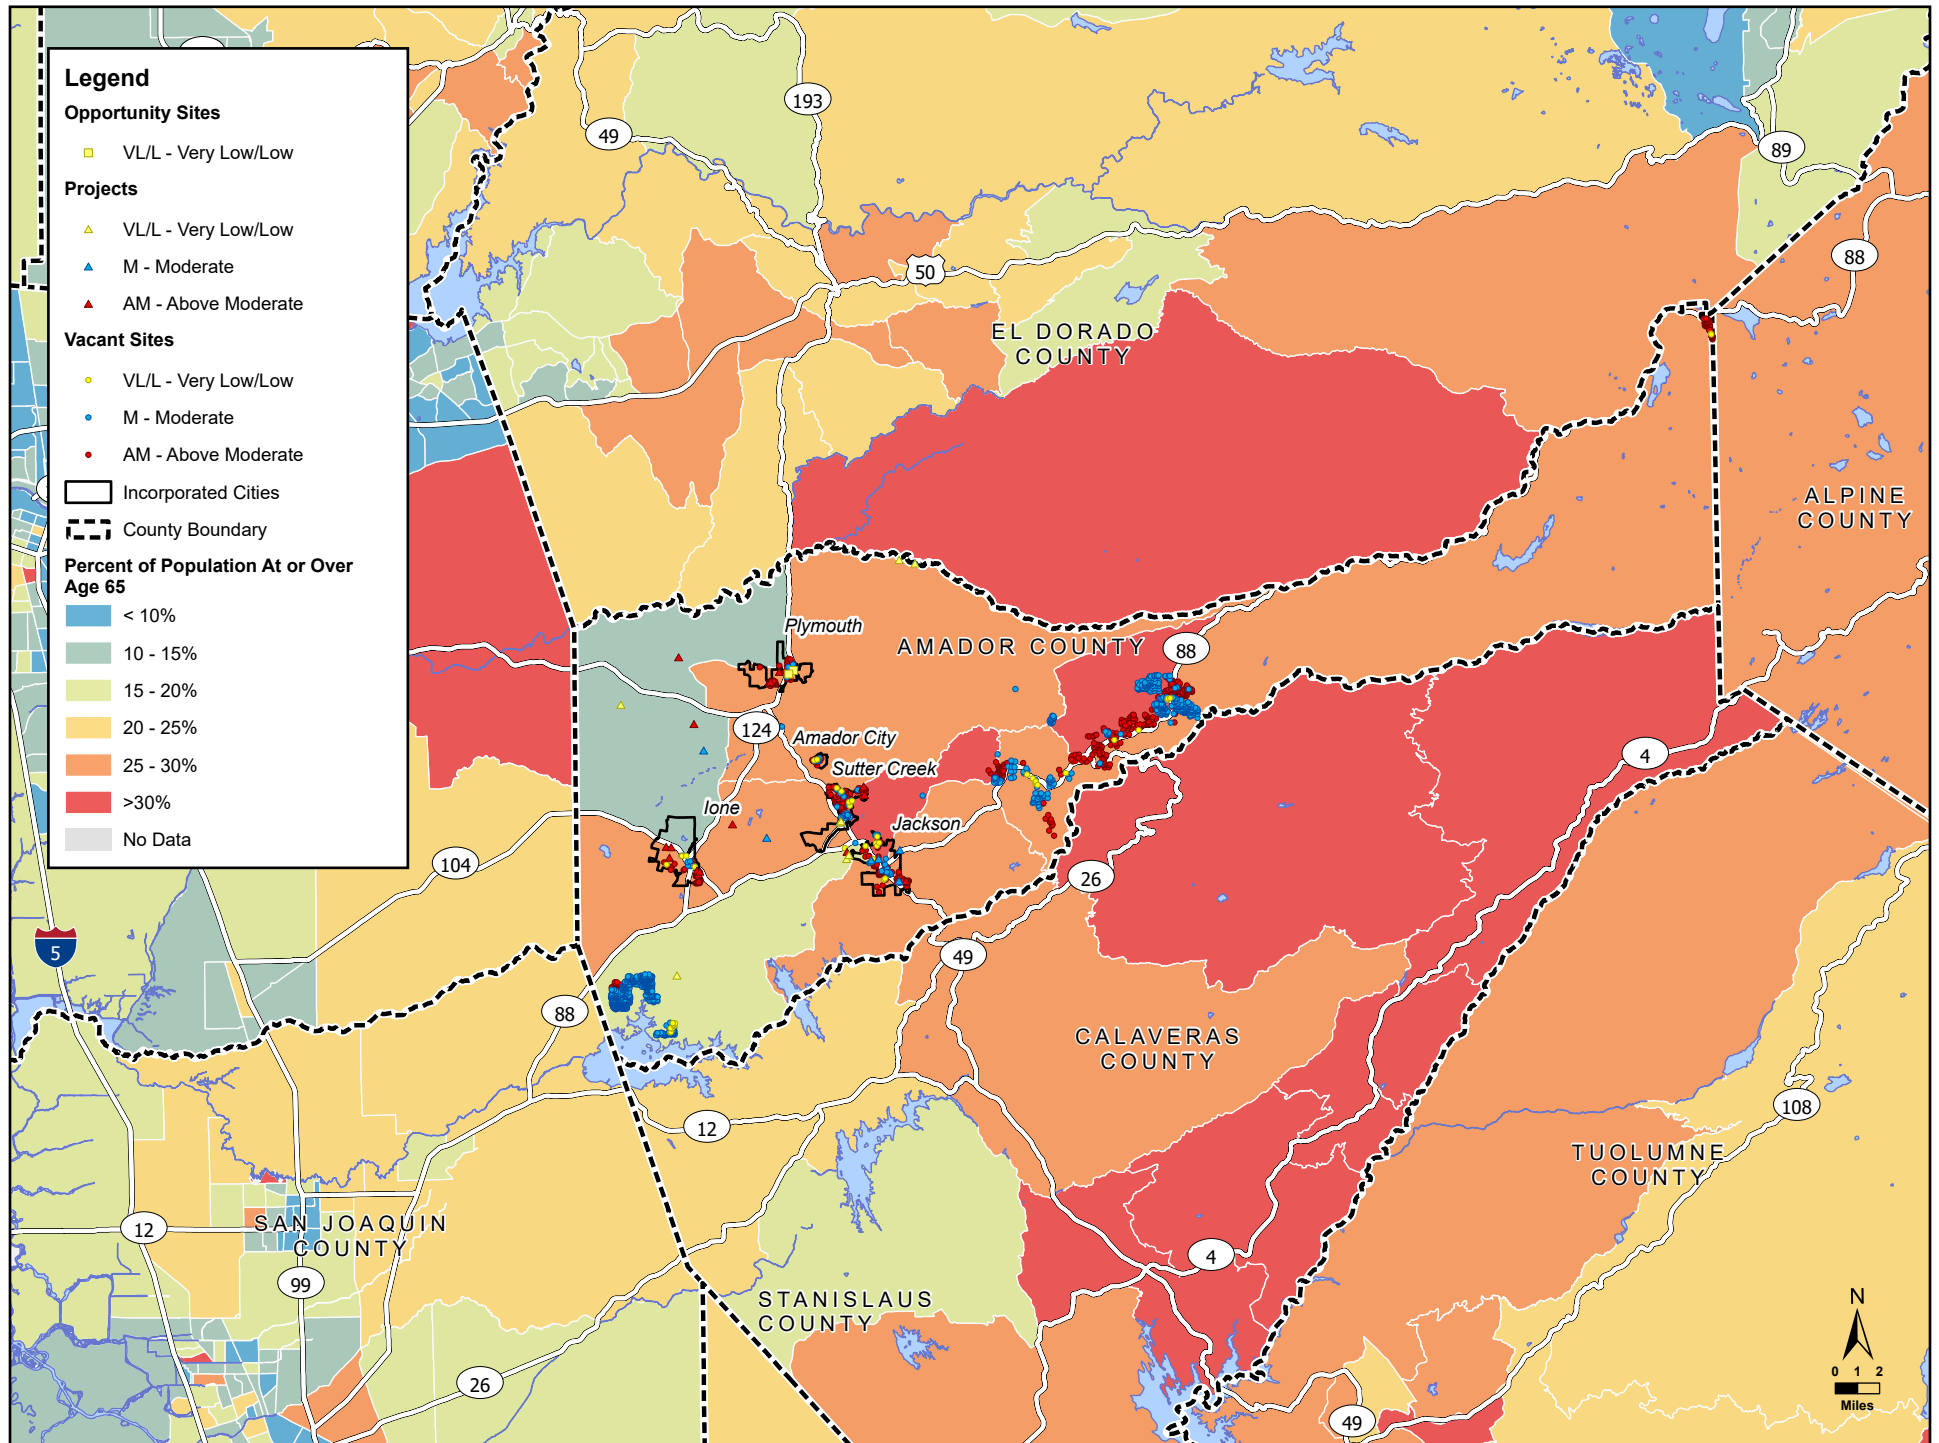 Legend
Opportunity Sites
VL/L - Very Low/Low
Projects
VL/L - Very Low/Low
M - Moderate
AM - Above Moderate
Vacant Sites
VL/L - Very Low/Low
M - Moderate
AM - Above Moderate
Incorporated Cities
County Boundary
Percent of Population At or Over
Age 65
< 10%
10 - 15%
15 - 20%
20 - 25%
25 - 30%
>30%
No Data
193
49
89
50
88
EL DORADO
COUNTY
ALPINE
COUNTY
Plymouth
AMADOR COUNTY
88
124
Amador City
Sutter Creek
4
Ione
Jackson
104
26
5
49
88
CALAVERAS
COUNTY
12
108
TUOLUMNE
COUNTY
12
SAN JOAQUIN
COUNTY
4
99
STANISLAUS
COUNTY
26
49
N
0 1 2
Miles